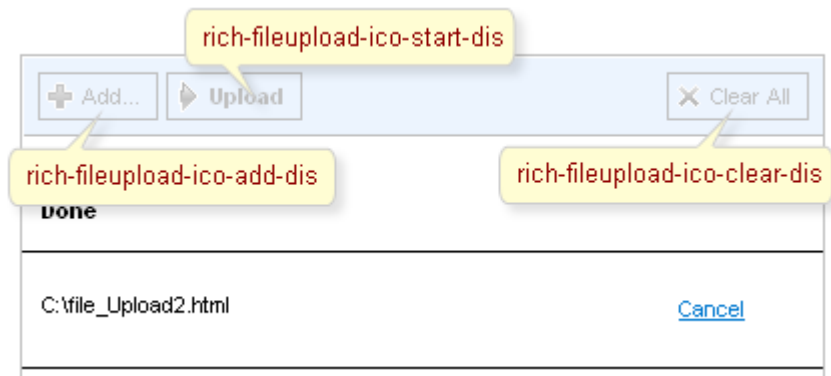 rich-fileupload-ico-start-dis
Add... Upload Clear All
rich-fileupload-ico-add-dis rich-fileupload-ico-clear-dis
Done
C:\file_Upload2.html Cancel